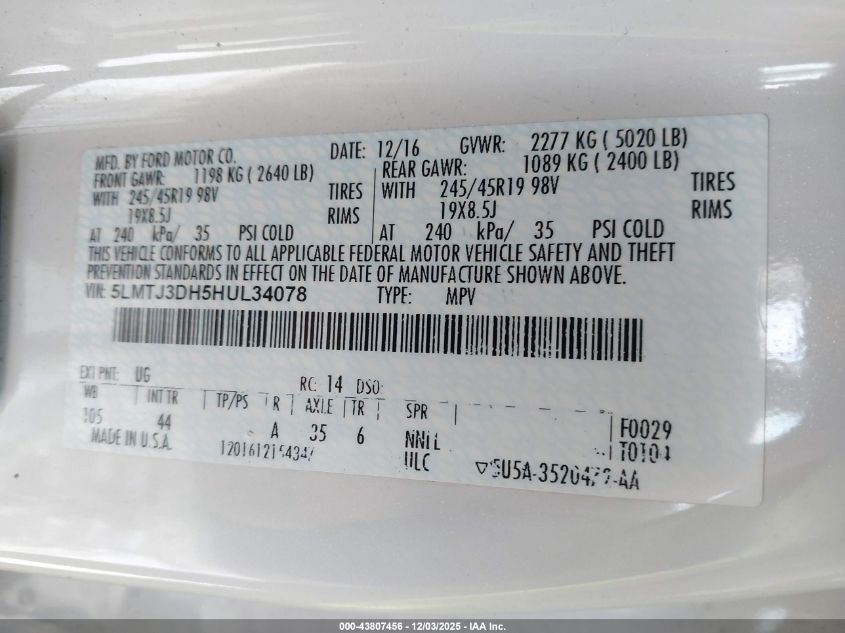 MFD. BY FORD MOTOR CO. DATE: 12/16 GVWR: 2277 KG ( 5020 LB)
FRONT GAWR: 1198 KG ( 2640 LB) REAR GAWR: 1089 KG ( 2400 LB)
WITH 245/45R19 98V TIRES WITH 245/45R19 98V TIRES
19X8.5J RIMS 19X8.5J RIMS
AT 240 kPa/ 35 PSI COLD AT 240 kPa/ 35 PSI COLD
THIS VEHICLE CONFORMS TO ALL APPLICABLE FEDERAL MOTOR VEHICLE SAFETY AND THEFT
PREVENTION STANDARDS IN EFFECT ON THE DATE OF MANUFACTURE SHOWN ABOVE.
VIN: 5LMTJ3DH5HUL34078 TYPE: MPV
EXT PNT: UG RC: 14 DSO:
WB INT TR TP/PS R AXLE TR SPR
105 44 A 35 6 NNLL F0029
MADE IN U.S.A. ULC T0104
000-43807456 - 12/03/2025 - IAA Inc.